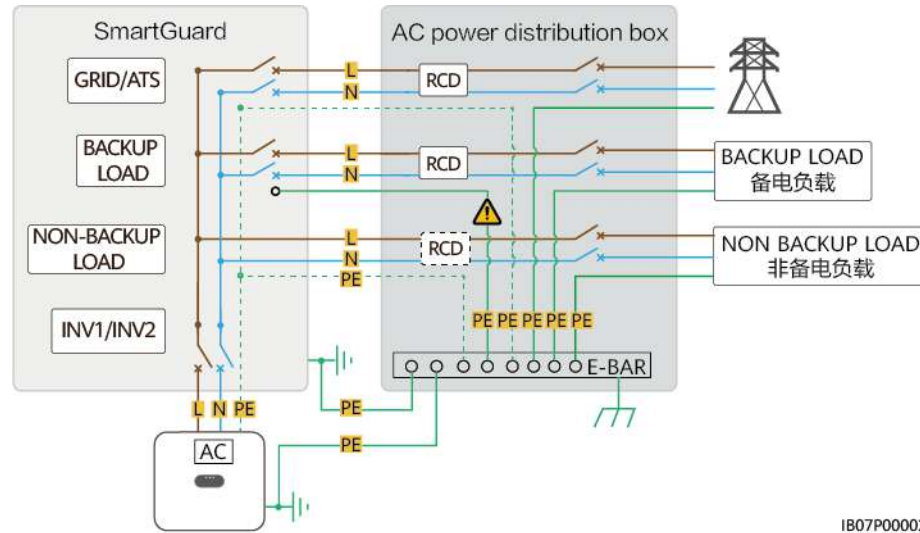 SmartGuard
AC power distribution box
GRID/ATS
L
N
RCD
BACKUP
LOAD
L
N
RCD
BACKUP LOAD
备电负载
NON-BACKUP
LOAD
L
N
PE
RCD
NON BACKUP LOAD
非备电负载
INV1/INV2
PE PE PE PE PE
E-BAR
L N PE
PE
PE
AC